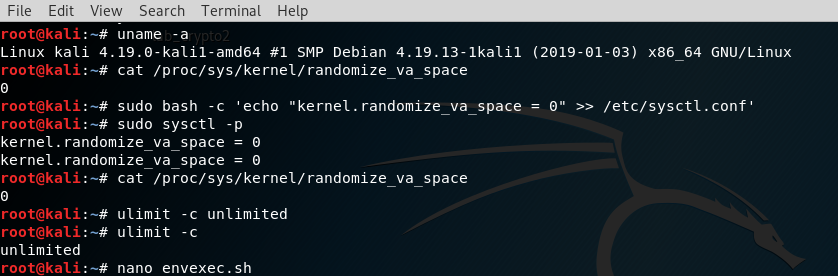 File Edit View Search Terminal Help
root@kali:~# uname -a
Linux kali 4.19.0-kali1-amd64 #1 SMP Debian 4.19.13-1kali1 (2019-01-03) x86_64 GNU/Linux
root@kali:~# cat /proc/sys/kernel/randomize_va_space
0
root@kali:~# sudo bash -c 'echo "kernel.randomize_va_space = 0" >> /etc/sysctl.conf'
root@kali:~# sudo sysctl -p
kernel.randomize_va_space = 0
kernel.randomize_va_space = 0
root@kali:~# cat /proc/sys/kernel/randomize_va_space
0
root@kali:~# ulimit -c unlimited
root@kali:~# ulimit -c
unlimited
root@kali:~# nano envexec.sh